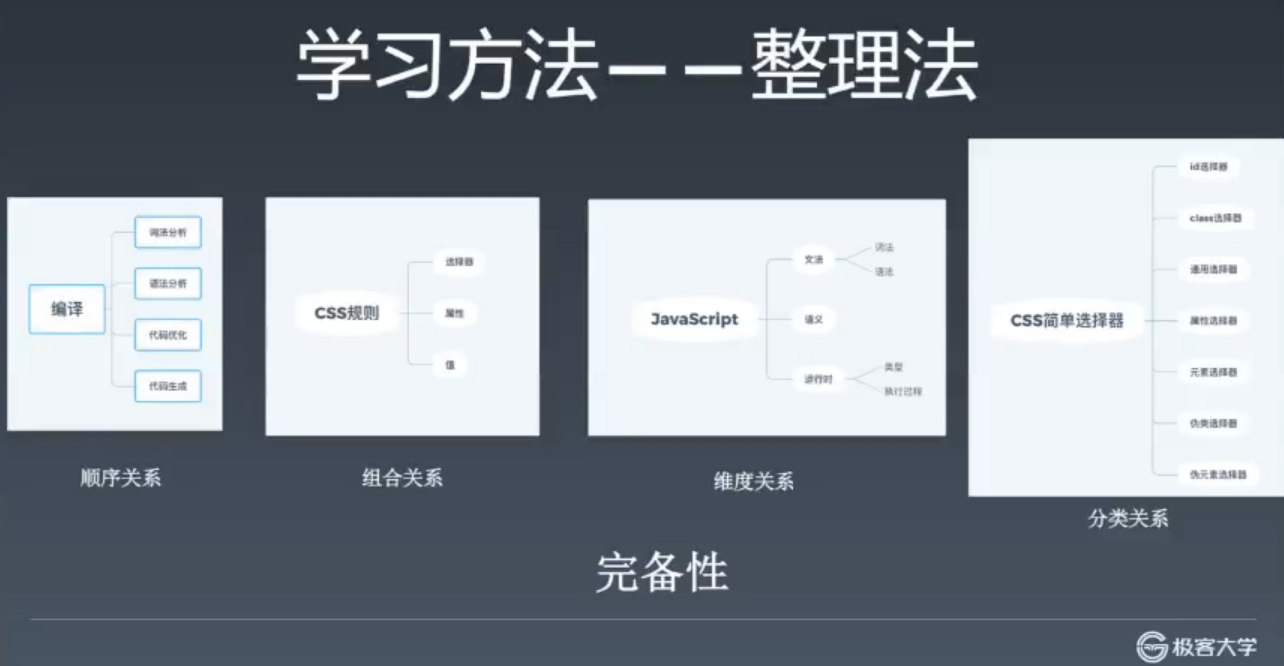 学习方法——整理法
编译
词法分析
语法分析
代码优化
代码生成
顺序关系
CSS规则
选择器
属性
值
组合关系
JavaScript
文法
词法
语法
语义
进行时
类型
执行过程
维度关系
CSS简单选择器
id选择器
class选择器
通用选择器
属性选择器
元素选择器
伪类选择器
伪元素选择器
分类关系
完备性
极客大学